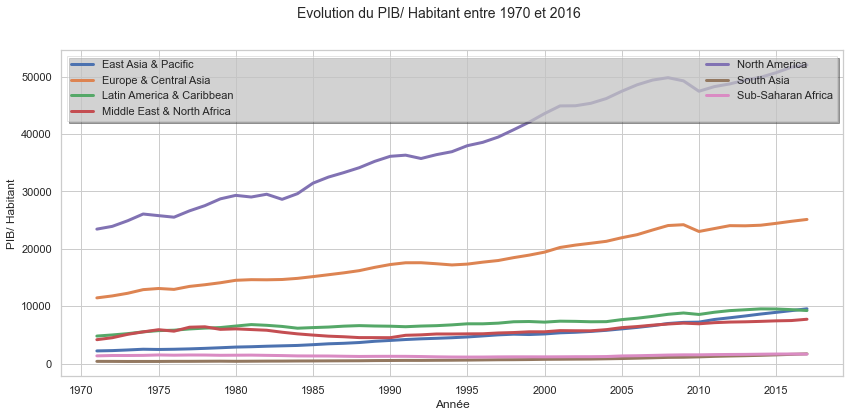 Evolution du PIB/ Habitant entre 1970 et 2016
East Asia & Pacific
Europe & Central Asia
Latin America & Caribbean
Middle East & North Africa
North America
South Asia
Sub-Saharan Africa
PIB/ Habitant
50000
40000
30000
20000
10000
0
1970 1975 1980 1985 1990 1995 2000 2005 2010 2015
Année